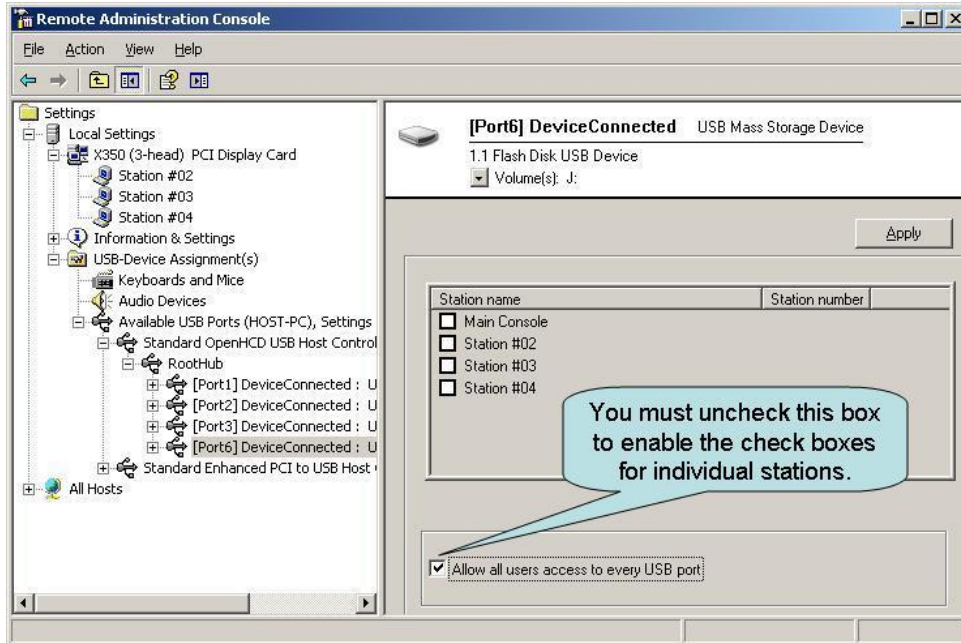 Remote Administration Console
File Action View Help
Settings
Local Settings
X350 (3-head) PCI Display Card
Station #02
Station #03
Station #04
Information & Settings
USB-Device Assignment(s)
Keyboards and Mice
Audio Devices
Available USB Ports (HOST-PC), Settings
Standard OpenHCD USB Host Control
RootHub
[Port1] DeviceConnected : U
[Port2] DeviceConnected : U
[Port3] DeviceConnected : U
[Port6] DeviceConnected : U
Standard Enhanced PCI to USB Host
All Hosts
[Port6] DeviceConnected USB Mass Storage Device
1.1 Flash Disk USB Device
Volume(s): J:
Apply
Station name Station number
Main Console
Station #02
Station #03
Station #04
You must uncheck this box
to enable the check boxes
for individual stations.
Allow all users access to every USB port